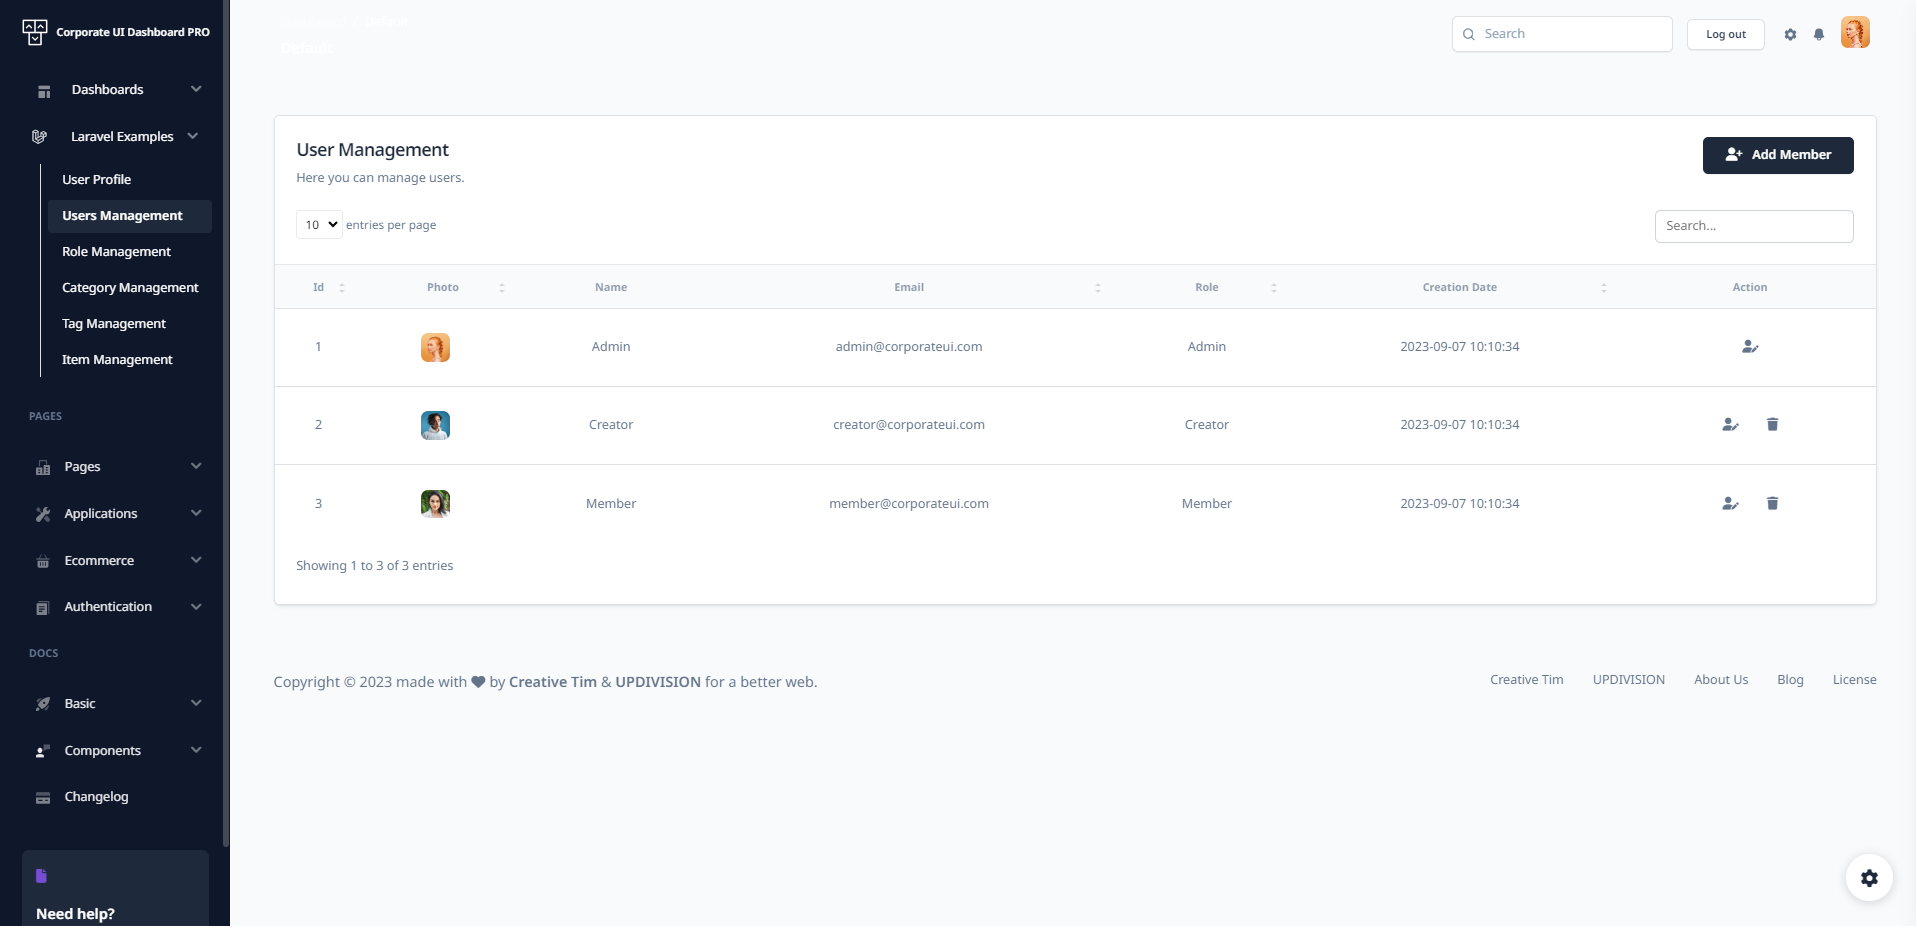 Corporate UI Dashboard PRO
Dashboards
Laravel Examples
User Profile
Users Management
Role Management
Category Management
Tag Management
Item Management
PAGES
Pages
Applications
Ecommerce
Authentication
DOCS
Basic
Components
Changelog
Need help?
Dashboard / Default
Default
Search
Log out
User Management
Here you can manage users.
Add Member
10 entries per page
Search...
Id Photo Name Email Role Creation Date Action
1 Admin admin@corporateui.com Admin 2023-09-07 10:10:34
2 Creator creator@corporateui.com Creator 2023-09-07 10:10:34
3 Member member@corporateui.com Member 2023-09-07 10:10:34
Showing 1 to 3 of 3 entries
Copyright © 2023 made with by Creative Tim & UPDIVISION for a better web.
Creative Tim UPDIVISION About Us Blog License